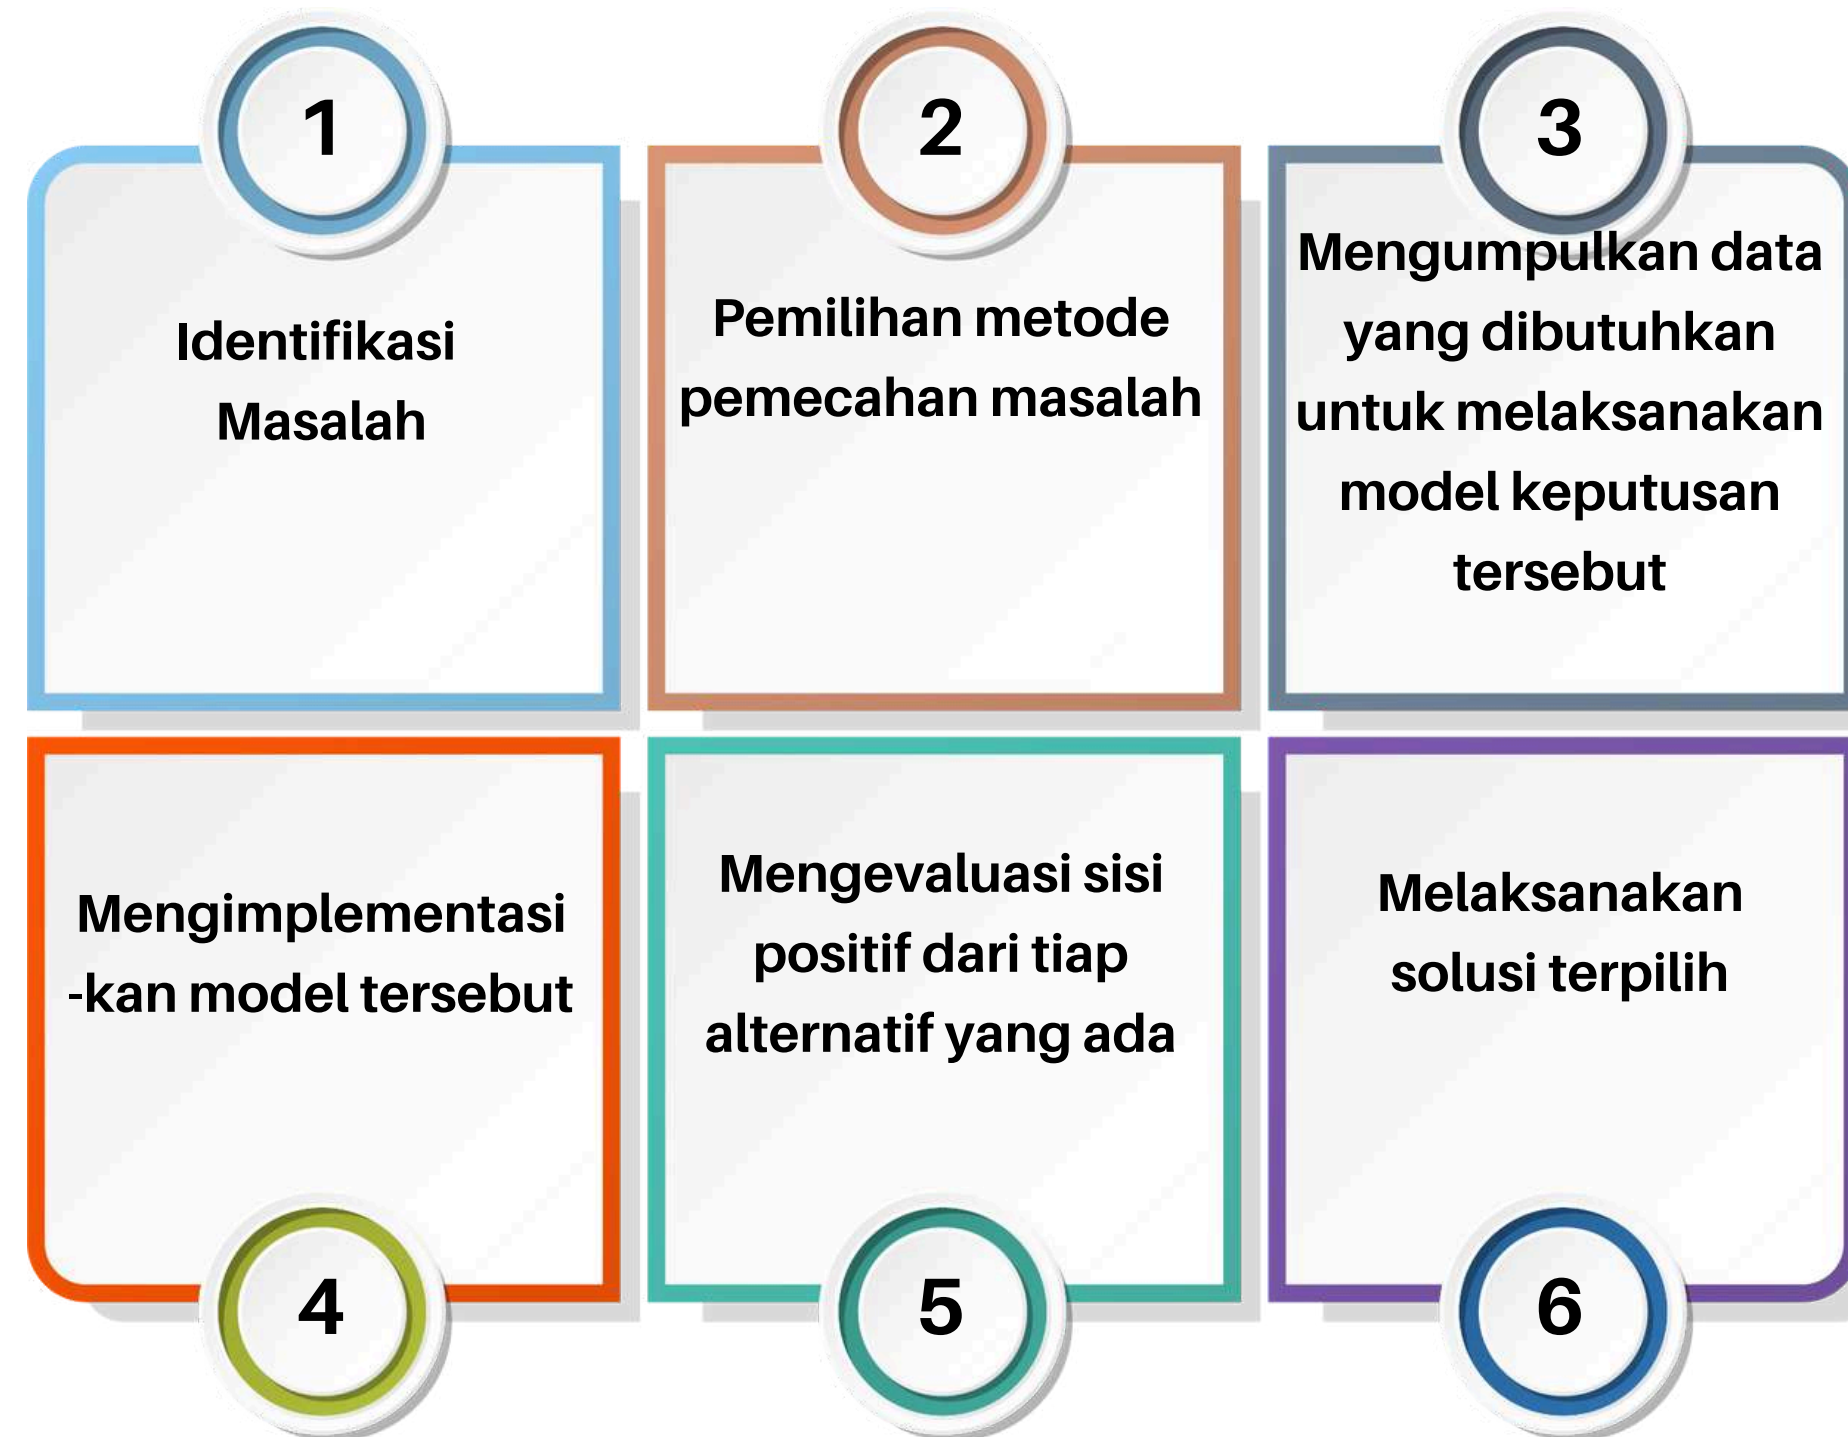 1
Identifikasi
Masalah
2
Pemilihan metode
pemecahan masalah
3
Mengumpulkan data
yang dibutuhkan
untuk melaksanakan
model keputusan
tersebut
Mengimplementasi
-kan model tersebut
4
Mengevaluasi sisi
positif dari tiap
alternatif yang ada
5
Melaksanakan
solusi terpilih
6